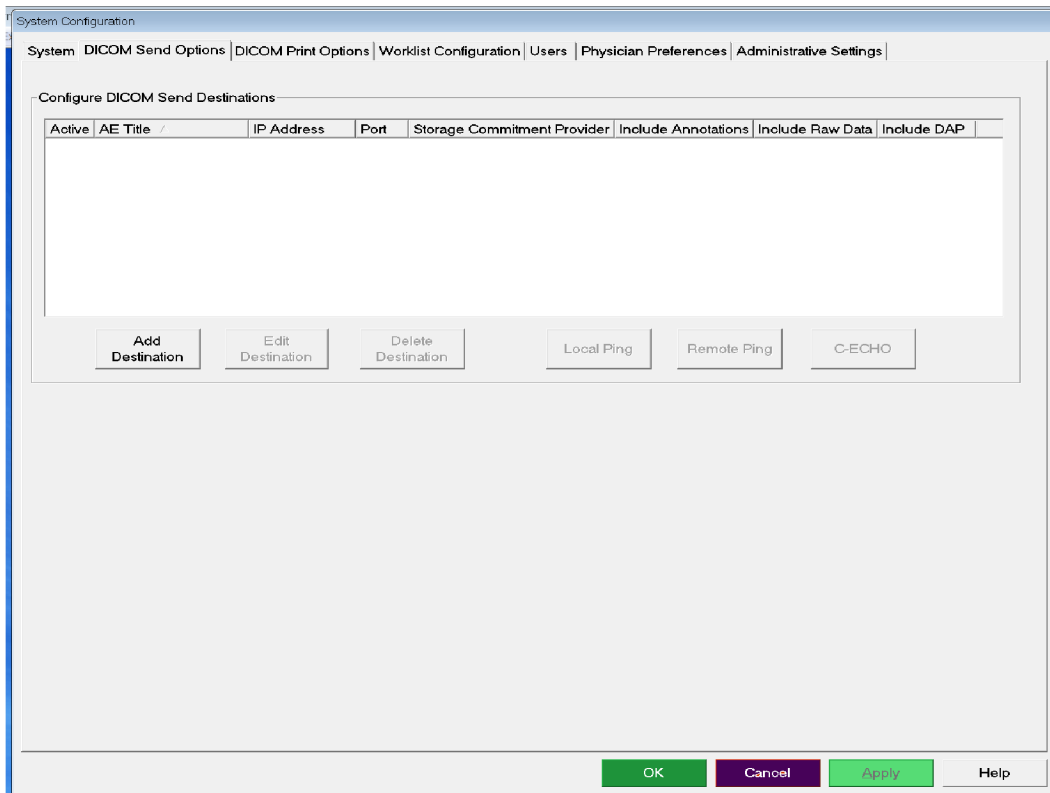 System Configuration
System DICOM Send Options DICOM Print Options Worklist Configuration Users Physician Preferences Administrative Settings
Configure DICOM Send Destinations
Active AE Title IP Address Port Storage Commitment Provider Include Annotations Include Raw Data Include DAP
Add Destination Edit Destination Delete Destination Local Ping Remote Ping C-ECHO
OK Cancel Apply Help